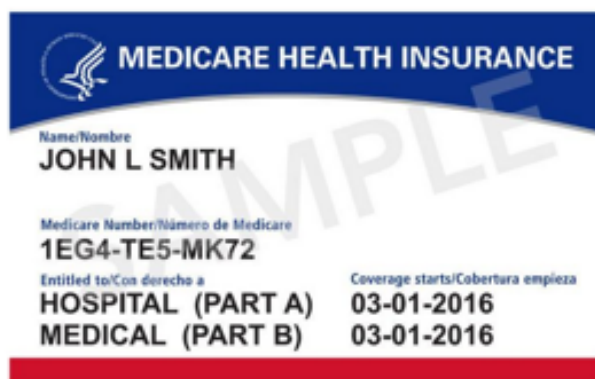 MEDICARE HEALTH INSURANCE
SAMPLE
Name/Nombre
JOHN L SMITH
Medicare Number/Número de Medicare
1EG4-TE5-MK72
Entitled to/Con derecho a Coverage starts/Cobertura empieza
HOSPITAL (PART A) 03-01-2016
MEDICAL (PART B) 03-01-2016